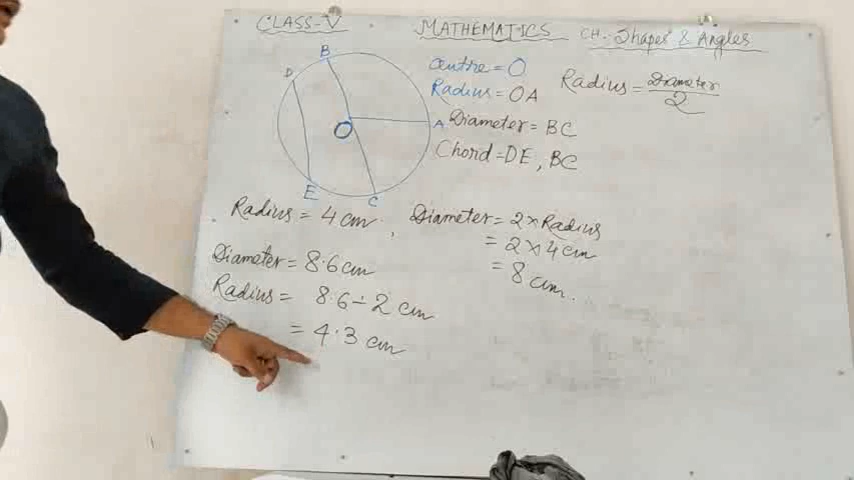 CLASS-V MATHEMATICS CH. Shapes & Angles
B
D
O
A
E
C
Centre = O
Radius = OA
Diameter = BC
Chord = DE, BC
Radius = Diameter
2
Radius = 4 cm, Diameter = 2 × Radius
= 2 × 4 cm
= 8 cm.
Diameter = 8.6 cm
Radius = 8.6 ÷ 2 cm
= 4.3 cm